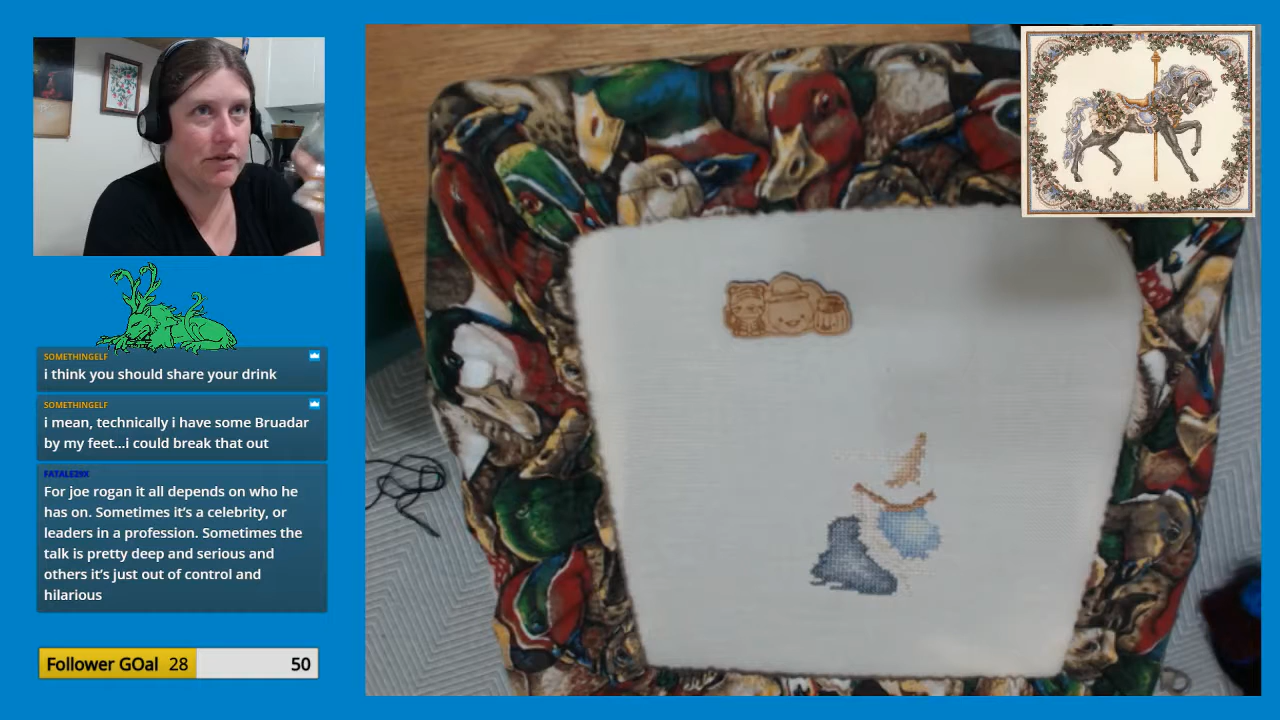 SOMETHINGELF
i think you should share your drink
SOMETHINGELF
i mean, technically i have some Bruadar
by my feet...i could break that out
For joe rogan it all depends on who he
has on. Sometimes it's a celebrity, or
leaders in a profession. Sometimes the
talk is pretty deep and serious and
others it's just out of control and
hilarious
Follower GOal 28 50